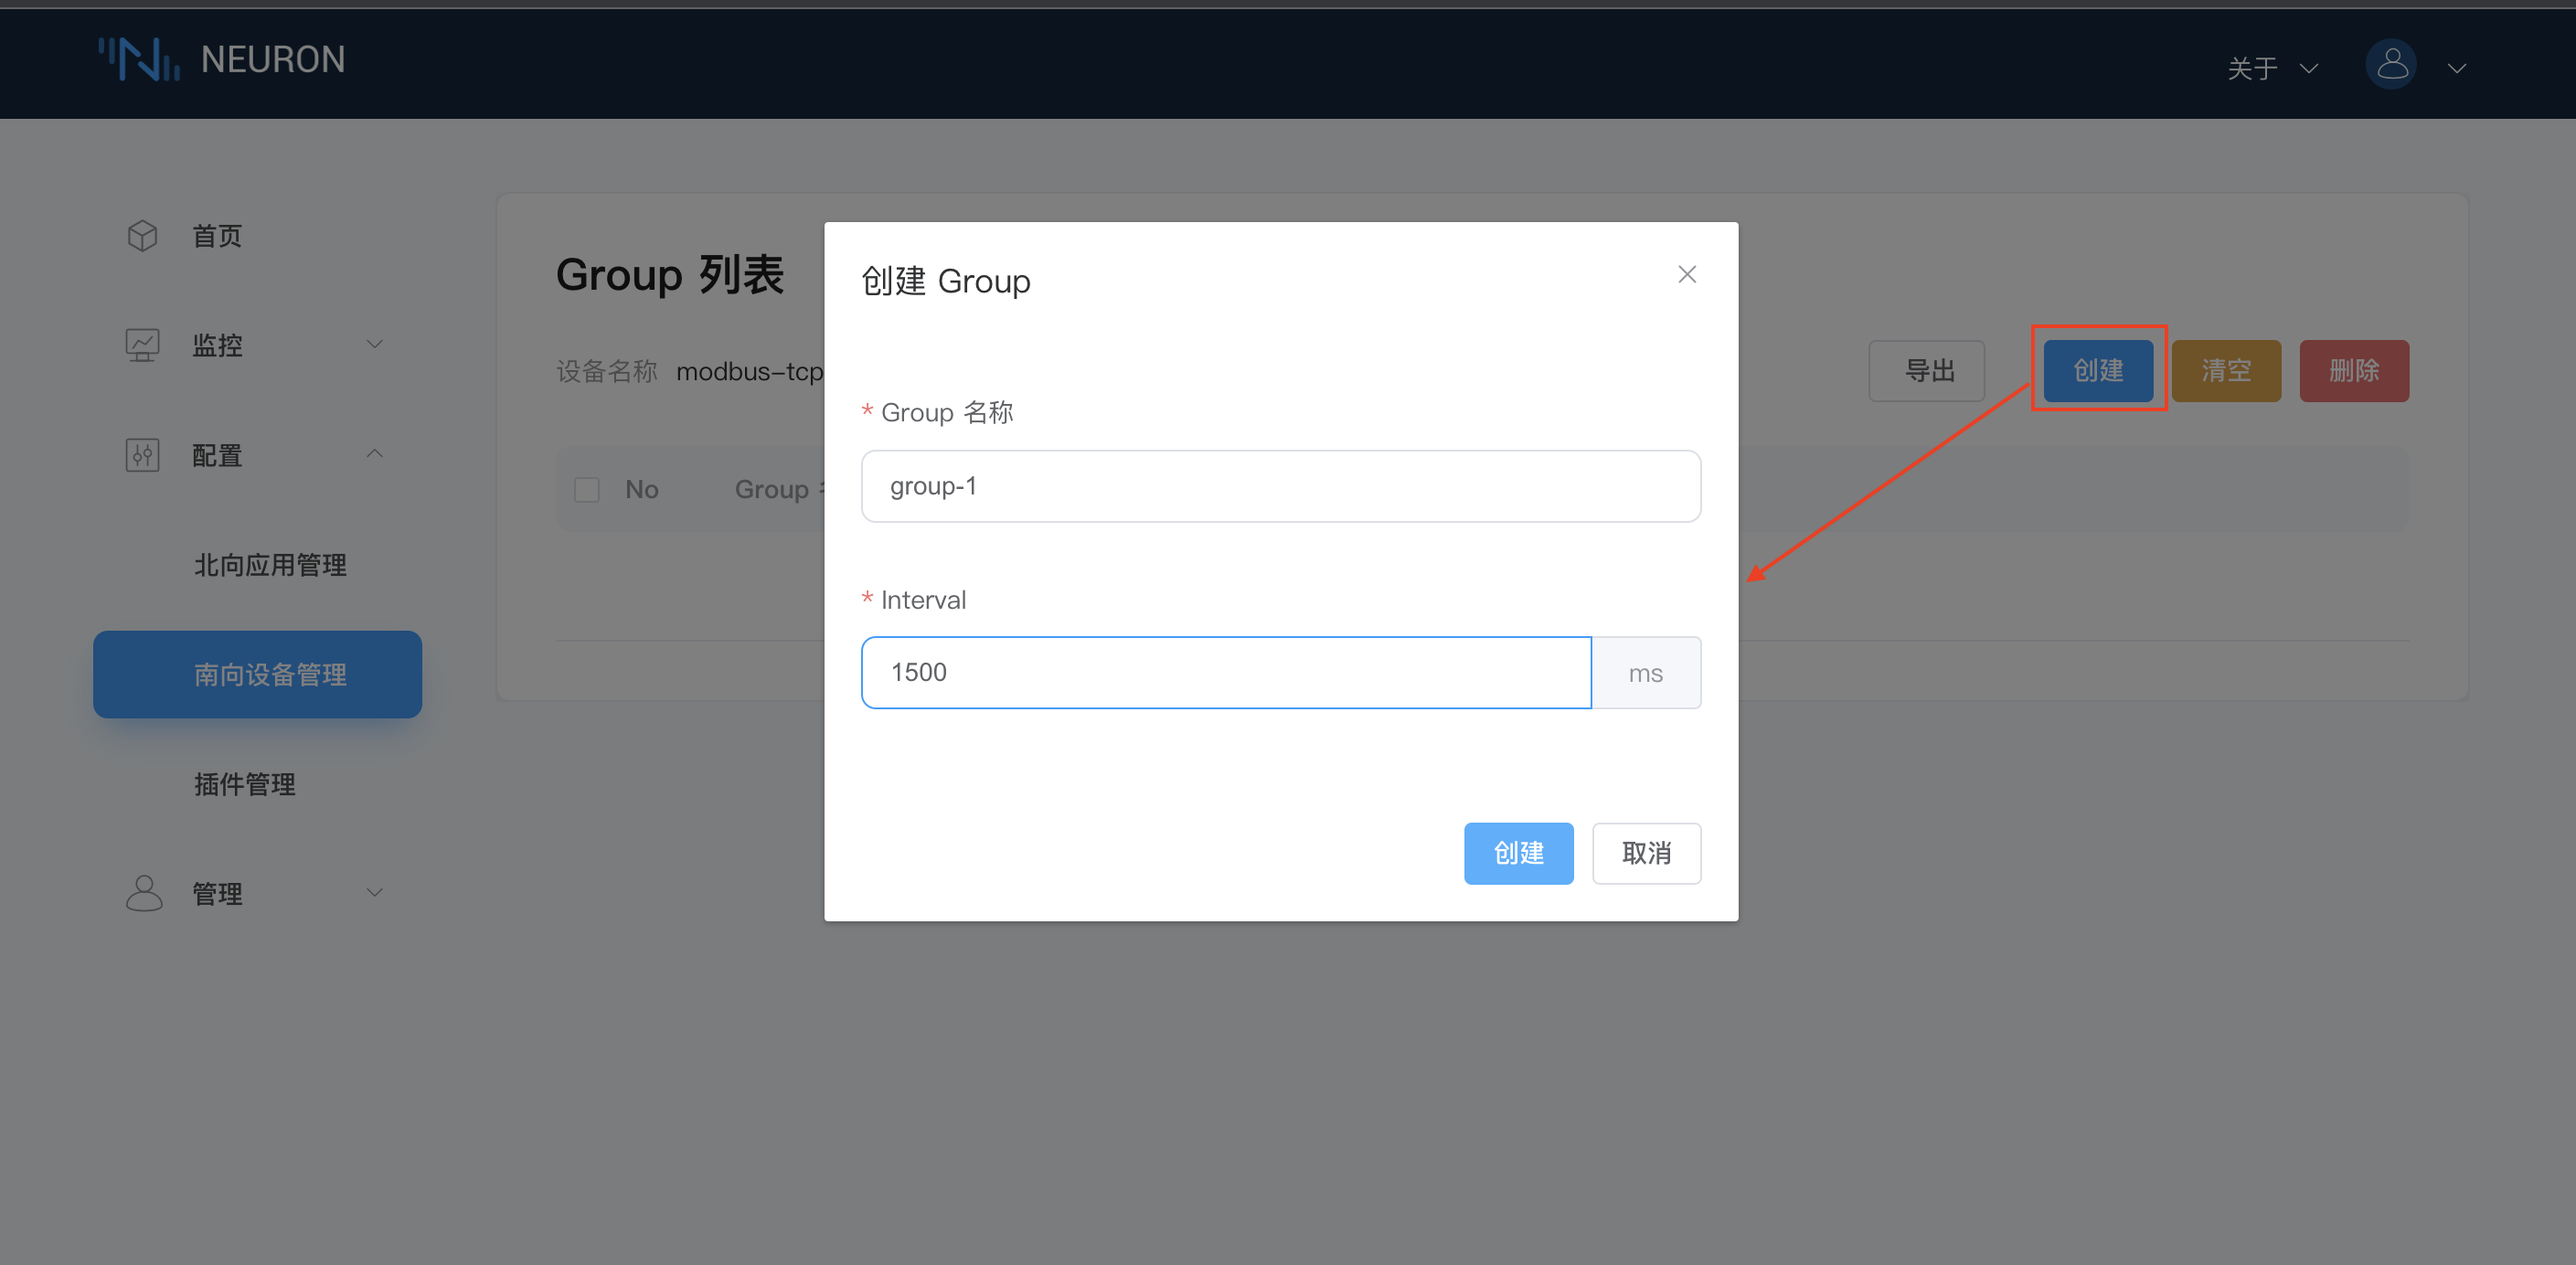 NEURON
关于
首页
监控
配置
北向应用管理
南向设备管理
插件管理
管理
Group 列表
设备名称 modbus-tcp
导出
创建
清空
删除
No
Group
创建 Group
* Group 名称
group-1
* Interval
1500
ms
创建
取消